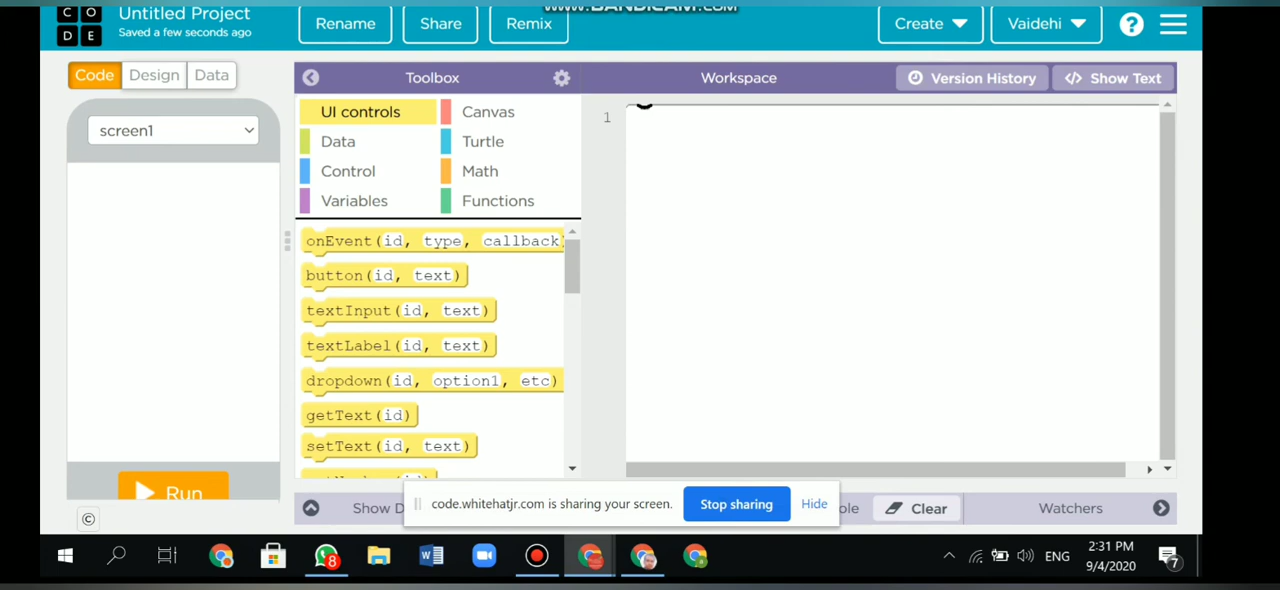 WWW.BANDICAM.COM
C O
D E
Untitled Project
Saved a few seconds ago
Rename
Share
Remix
Create
Vaidehi
?
Code
Design
Data
Toolbox
Workspace
Version History
</> Show Text
screen1
UI controls
Canvas
Data
Turtle
Control
Math
Variables
Functions
1
onEvent(id, type, callback)
button(id, text)
textInput(id, text)
textLabel(id, text)
dropdown(id, option1, etc)
getText(id)
setText(id, text)
Run
©
Show D
code.whitehatjr.com is sharing your screen.
Stop sharing
Hide
ole
Clear
Watchers
8
ENG
2:31 PM
9/4/2020
7